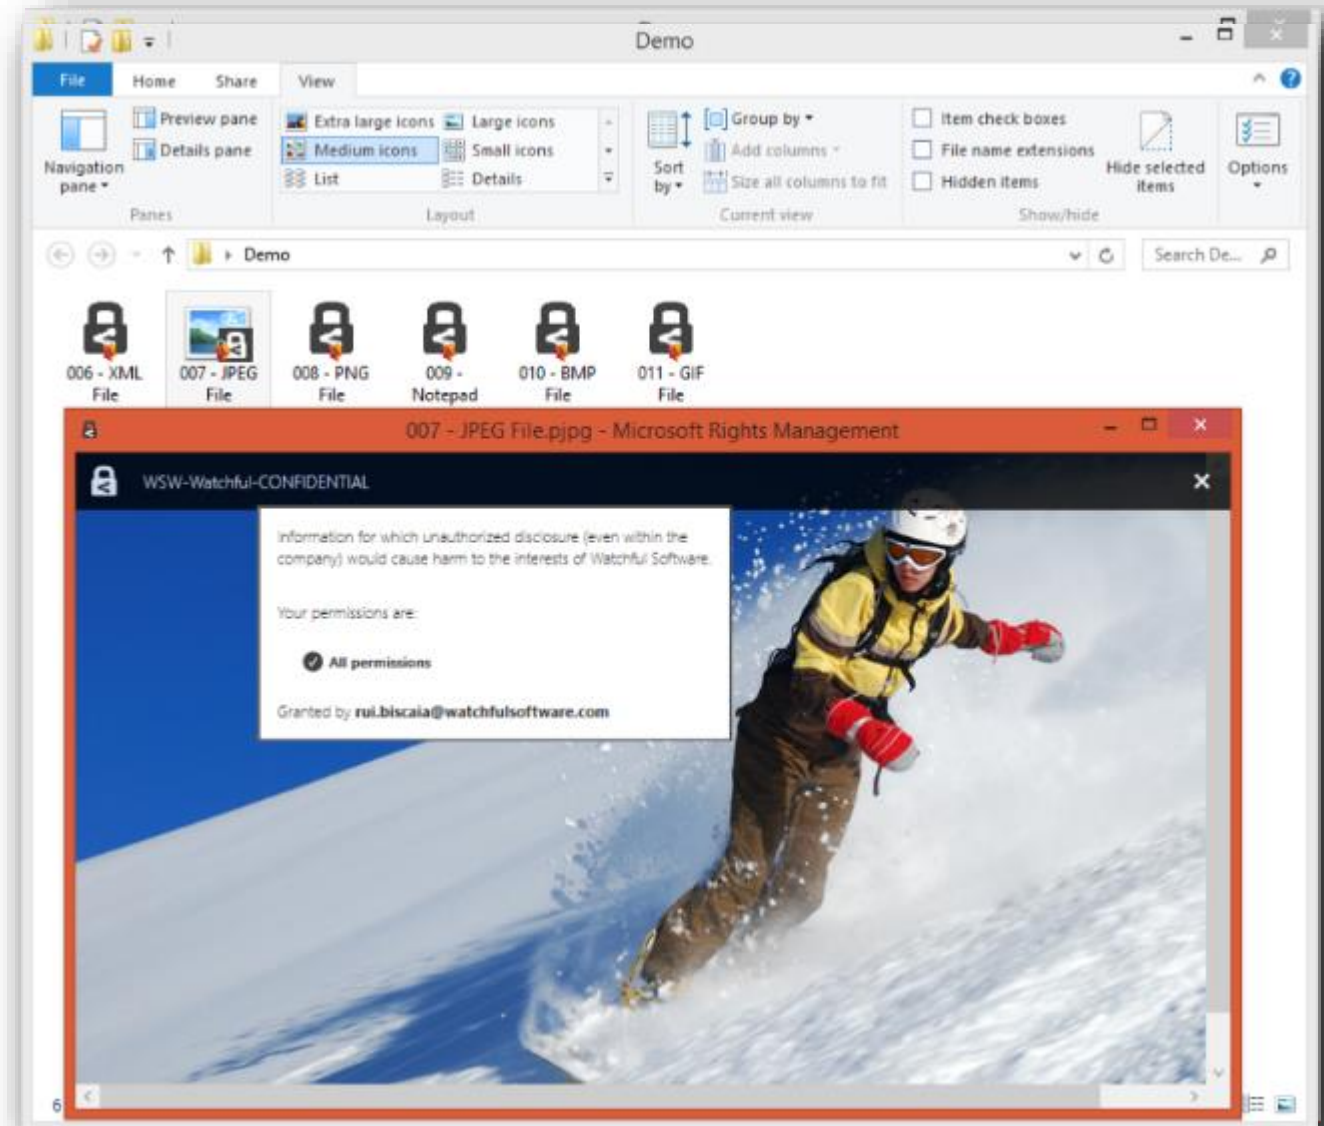 Demo
File Home Share View
Preview pane Extra large icons Large icons Group by Item check boxes
Details pane Medium icons Small icons Add columns File name extensions
Navigation pane List Details Sort by Size all columns to fit Hidden items Hide selected items Options
Panes Layout Current view Show/hide
Demo Search De...
006 - XML 007 - JPEG 008 - PNG 009 - 010 - BMP 011 - GIF
File File File Notepad File File
007 - JPEG File.pjpg - Microsoft Rights Management
WSW-Watchful-CONFIDENTIAL
Information for which unauthorized disclosure (even within the
company) would cause harm to the interests of Watchful Software.
Your permissions are:
All permissions
Granted by rui.biscaia@watchfulsoftware.com
6